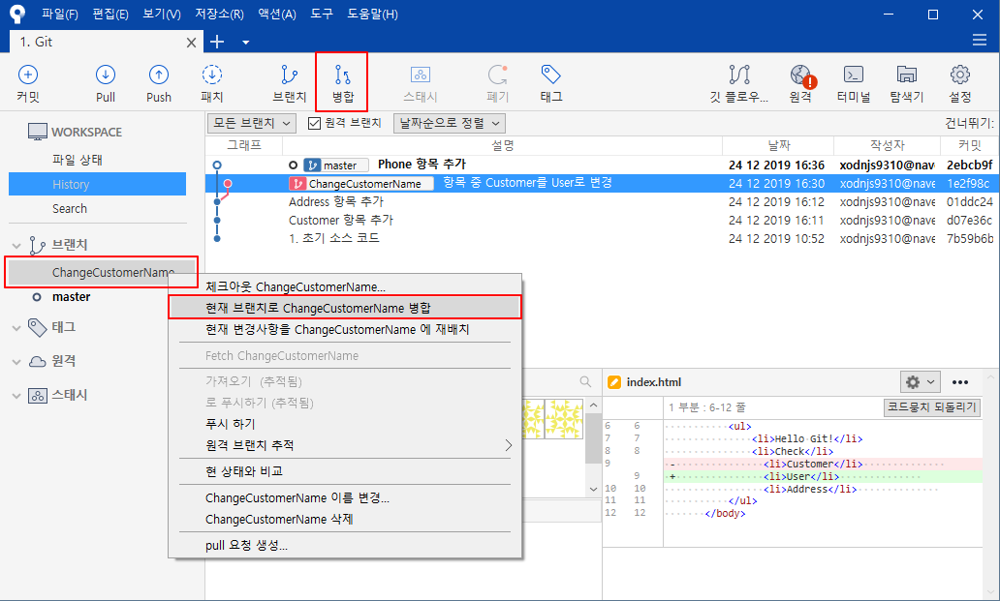 파일(F) 편집(E) 보기(V) 저장소(R) 액션(A) 도구 도움말(H)
1. Git
커밋 Pull Push 패치 브랜치 병합 스태시 폐기 태그 깃 플로우... 원격 터미널 탐색기 설정
WORKSPACE
파일 상태
History
Search
브랜치
ChangeCustomerName
master
태그
원격
스태시
모든 브랜치 원격 브랜치 날짜순으로 정렬 건너뛰기:
그래프 설명 날짜 작성자 커밋
master Phone 항목 추가 24 12 2019 16:36 xodnjs9310@nave 2ebcb9f
ChangeCustomerName 항목 중 Customer를 User로 변경 24 12 2019 16:30 xodnjs9310@nave 1e2f98c
Address 항목 추가 24 12 2019 16:12 xodnjs9310@nave 01ddc24
Customer 항목 추가 24 12 2019 16:11 xodnjs9310@nave d07e36c
1. 초기 소스 코드 24 12 2019 10:52 xodnjs9310@nave 7b59b6b
체크아웃 ChangeCustomerName...
현재 브랜치로 ChangeCustomerName 병합
현재 변경사항을 ChangeCustomerName 에 재배치
Fetch ChangeCustomerName
가져오기 (추적됨)
로 푸시하기 (추적됨)
푸시 하기
원격 브랜치 추적
현 상태와 비교
ChangeCustomerName 이름 변경...
ChangeCustomerName 삭제
pull 요청 생성...
index.html
1 부분 : 6-12 줄 코드뭉치 되돌리기
6 6 <ul>
7 7 <li>Hello Git!</li>
8 8 <li>Check</li>
9 - <li>Customer</li>
9 + <li>User</li>
10 10 <li>Address</li>
11 11 </ul>
12 12 </body>